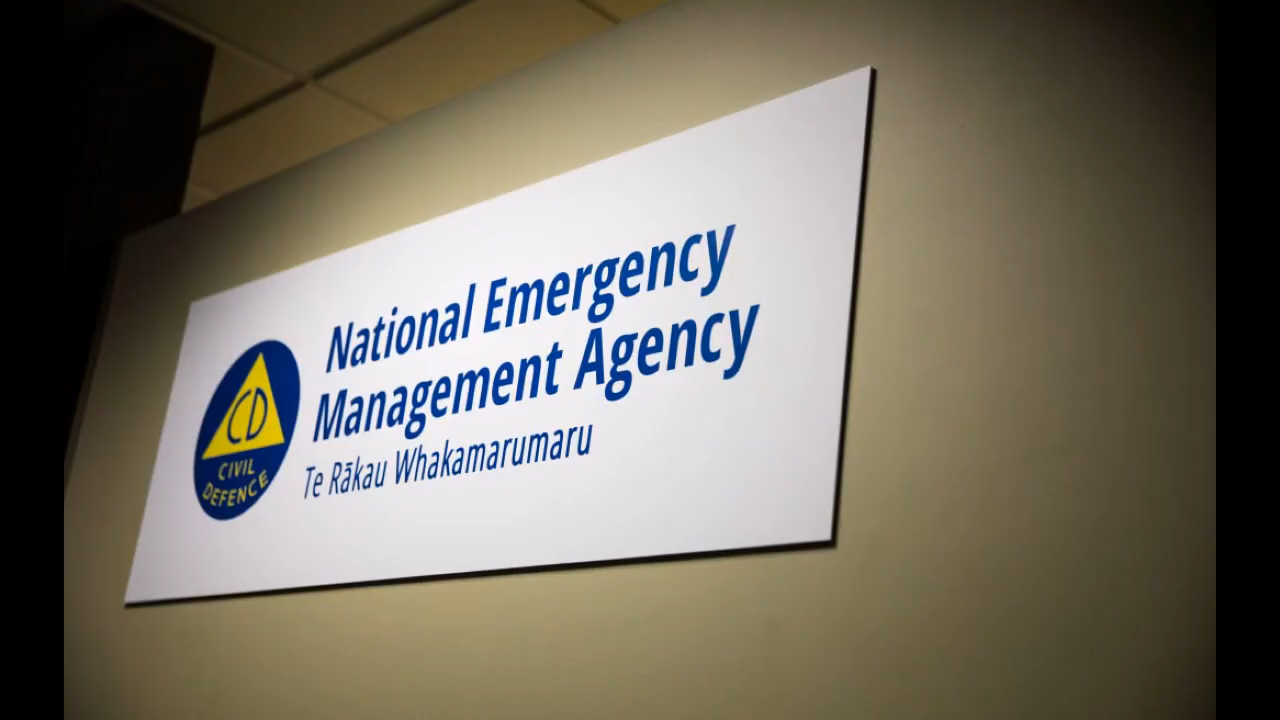 National Emergency
Management Agency
Te Rākau Whakamarumaru
CD
CIVIL
DEFENCE